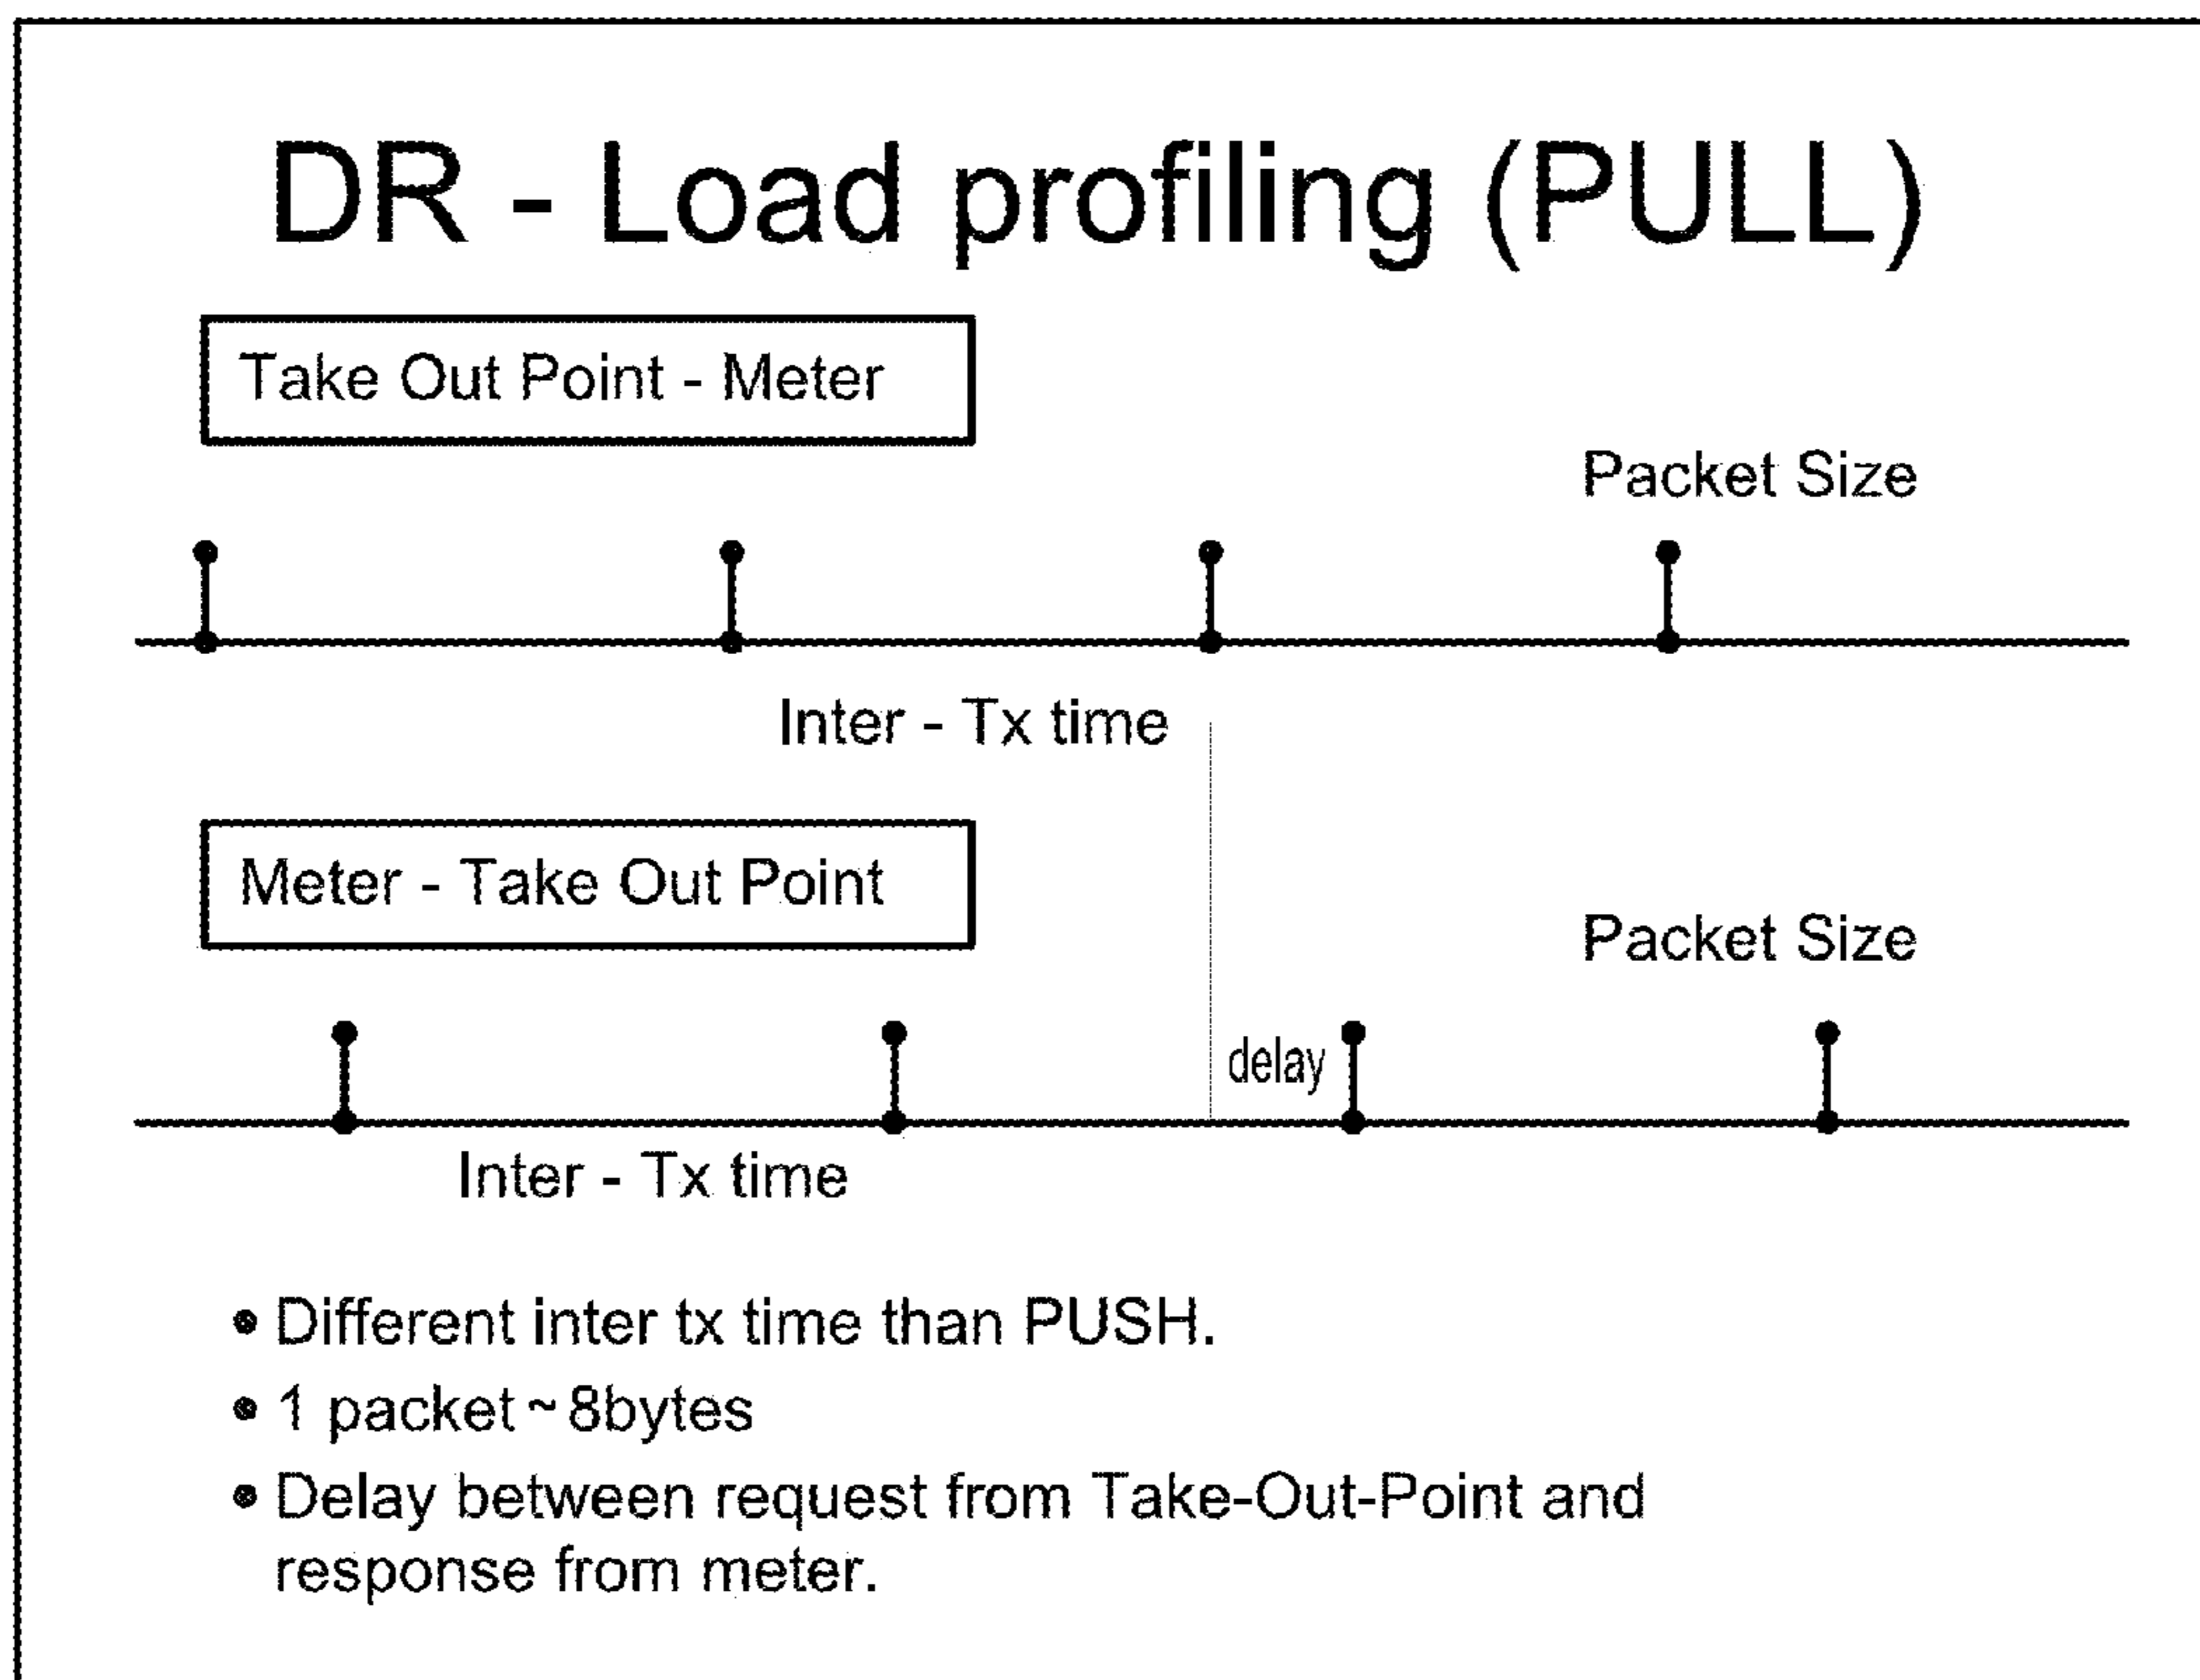 DR - Load profiling (PULL)
Take Out Point - Meter
Packet Size
Inter - Tx time
Meter - Take Out Point
Packet Size
delay
Inter - Tx time
• Different inter tx time than PUSH.
• 1 packet ~ 8bytes
• Delay between request from Take-Out-Point and
response from meter.